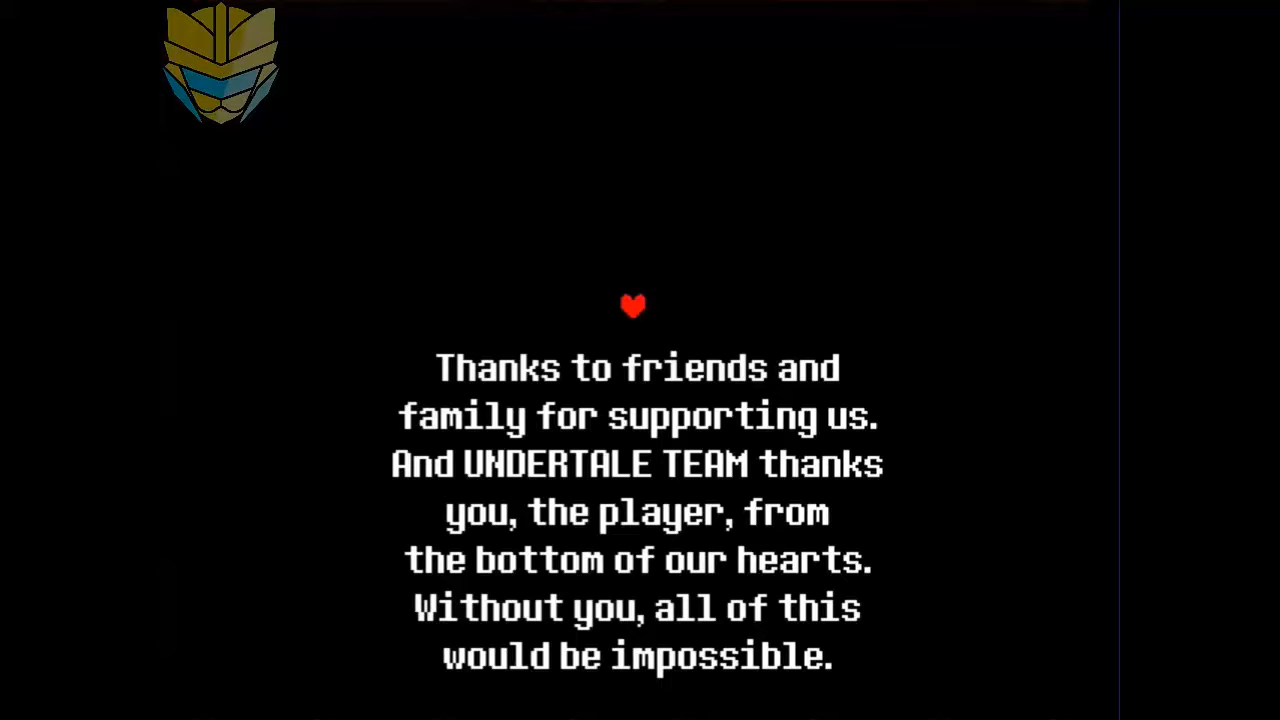 Thanks to friends and
family for supporting us.
And UNDERTALE TEAM thanks
you, the player, from
the bottom of our hearts.
Without you, all of this
would be impossible.